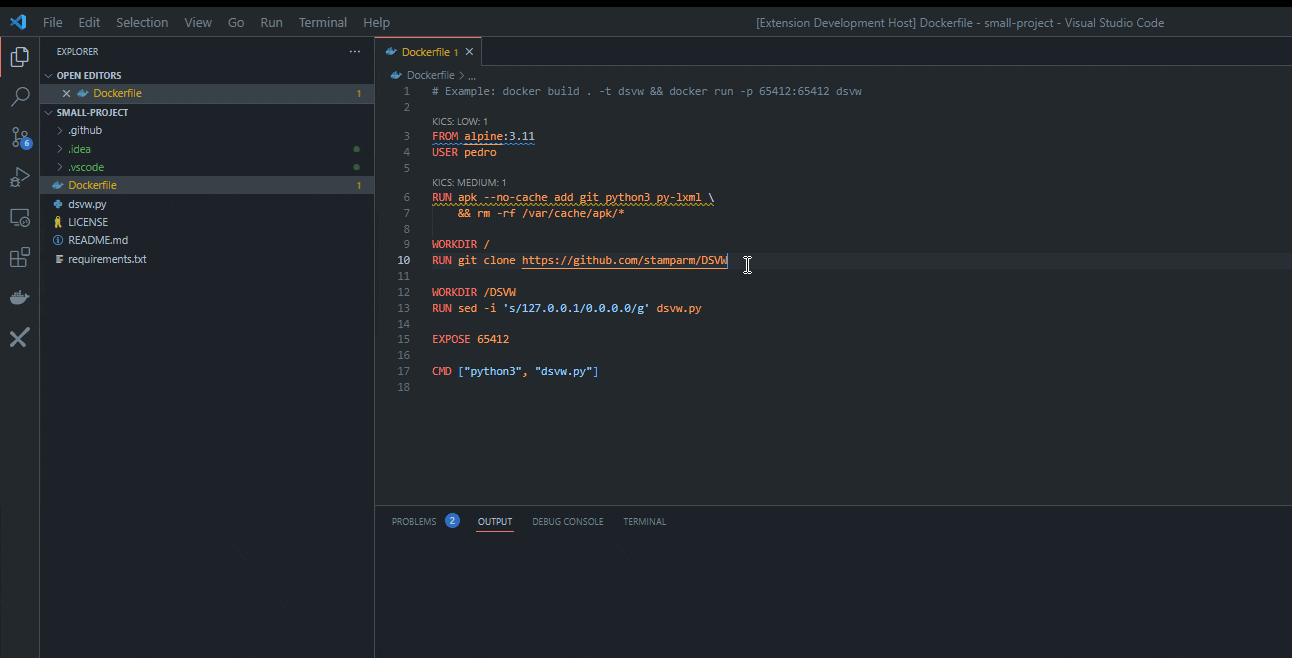 File Edit Selection View Go Run Terminal Help [Extension Development Host] Dockerfile - small-project - Visual Studio Code
EXPLORER ...
OPEN EDITORS
Dockerfile 1
SMALL-PROJECT
.github
.idea
.vscode
Dockerfile 1
dsvw.py
LICENSE
README.md
requirements.txt
6
Dockerfile 1
Dockerfile > ...
1 # Example: docker build . -t dsvw && docker run -p 65412:65412 dsvw
2
KICS: LOW: 1
3 FROM alpine:3.11
4 USER pedro
5
KICS: MEDIUM: 1
6 RUN apk --no-cache add git python3 py-lxml \
7 && rm -rf /var/cache/apk/*
8
9 WORKDIR /
10 RUN git clone https://github.com/stamparm/DSVW
11
12 WORKDIR /DSVW
13 RUN sed -i 's/127.0.0.1/0.0.0.0/g' dsvw.py
14
15 EXPOSE 65412
16
17 CMD ["python3", "dsvw.py"]
18
PROBLEMS 2 OUTPUT DEBUG CONSOLE TERMINAL